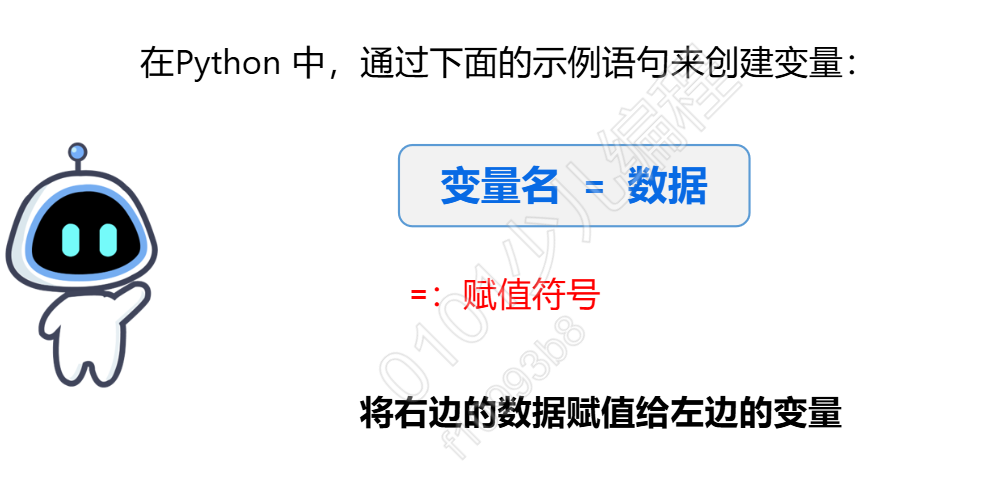 在Python 中，通过下面的示例语句来创建变量：
变量名 = 数据
=：赋值符号
将右边的数据赋值给左边的变量
0101少儿编程